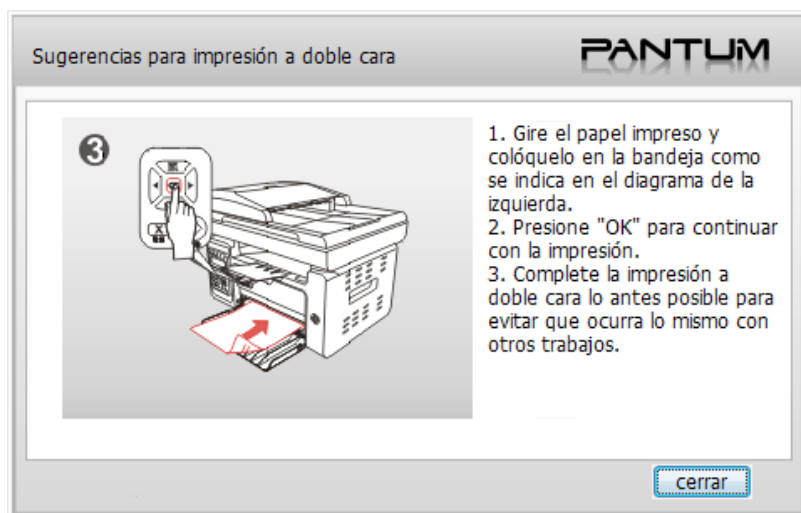 Sugerencias para impresión a doble cara
PANTUM
3
OK
X
1. Gire el papel impreso y
colóquelo en la bandeja como
se indica en el diagrama de la
izquierda.
2. Presione "OK" para continuar
con la impresión.
3. Complete la impresión a
doble cara lo antes posible para
evitar que ocurra lo mismo con
otros trabajos.
cerrar